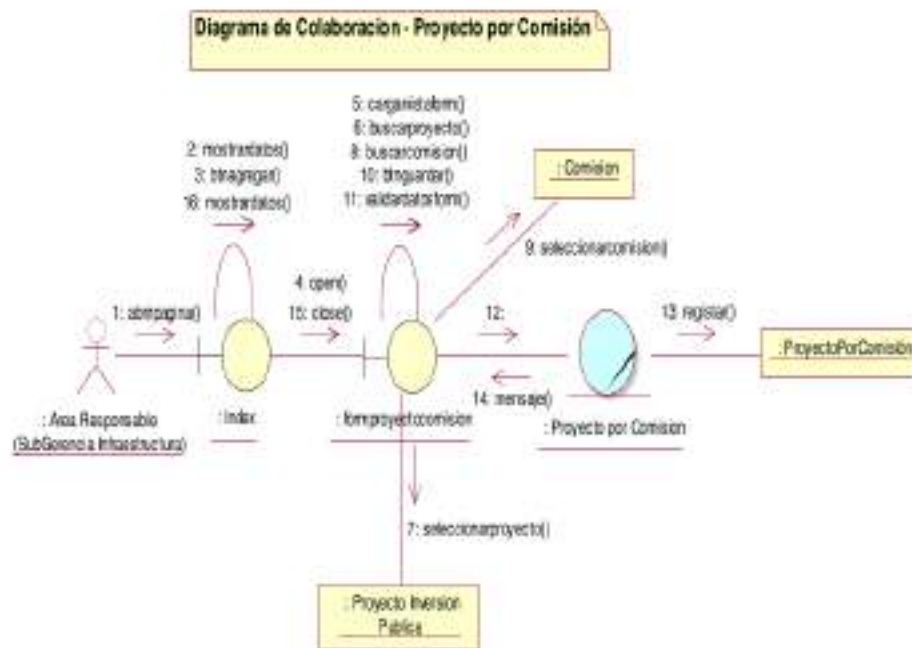 Diagrama de Colaboracion - Proyecto por Comisión
5: cargarlistaform()
6: buscarproyecto()
8: buscarcomision()
10: btnguardar()
11: validardatosform()
2: mostrardatos()
3: btnagregar()
16: mostrardatos()
: Comision
9: seleccionarcomision()
4: open()
15: close()
1: abrirpagina()
12:
13: registar()
: ProyectoPorComisión
14: mensaje()
: Area Responsable
(SubGerencia Infraestructura)
: Index
: formproyectocomision
: Proyecto por Comision
7: seleccionarproyecto()
: Proyecto Inversion
Publica